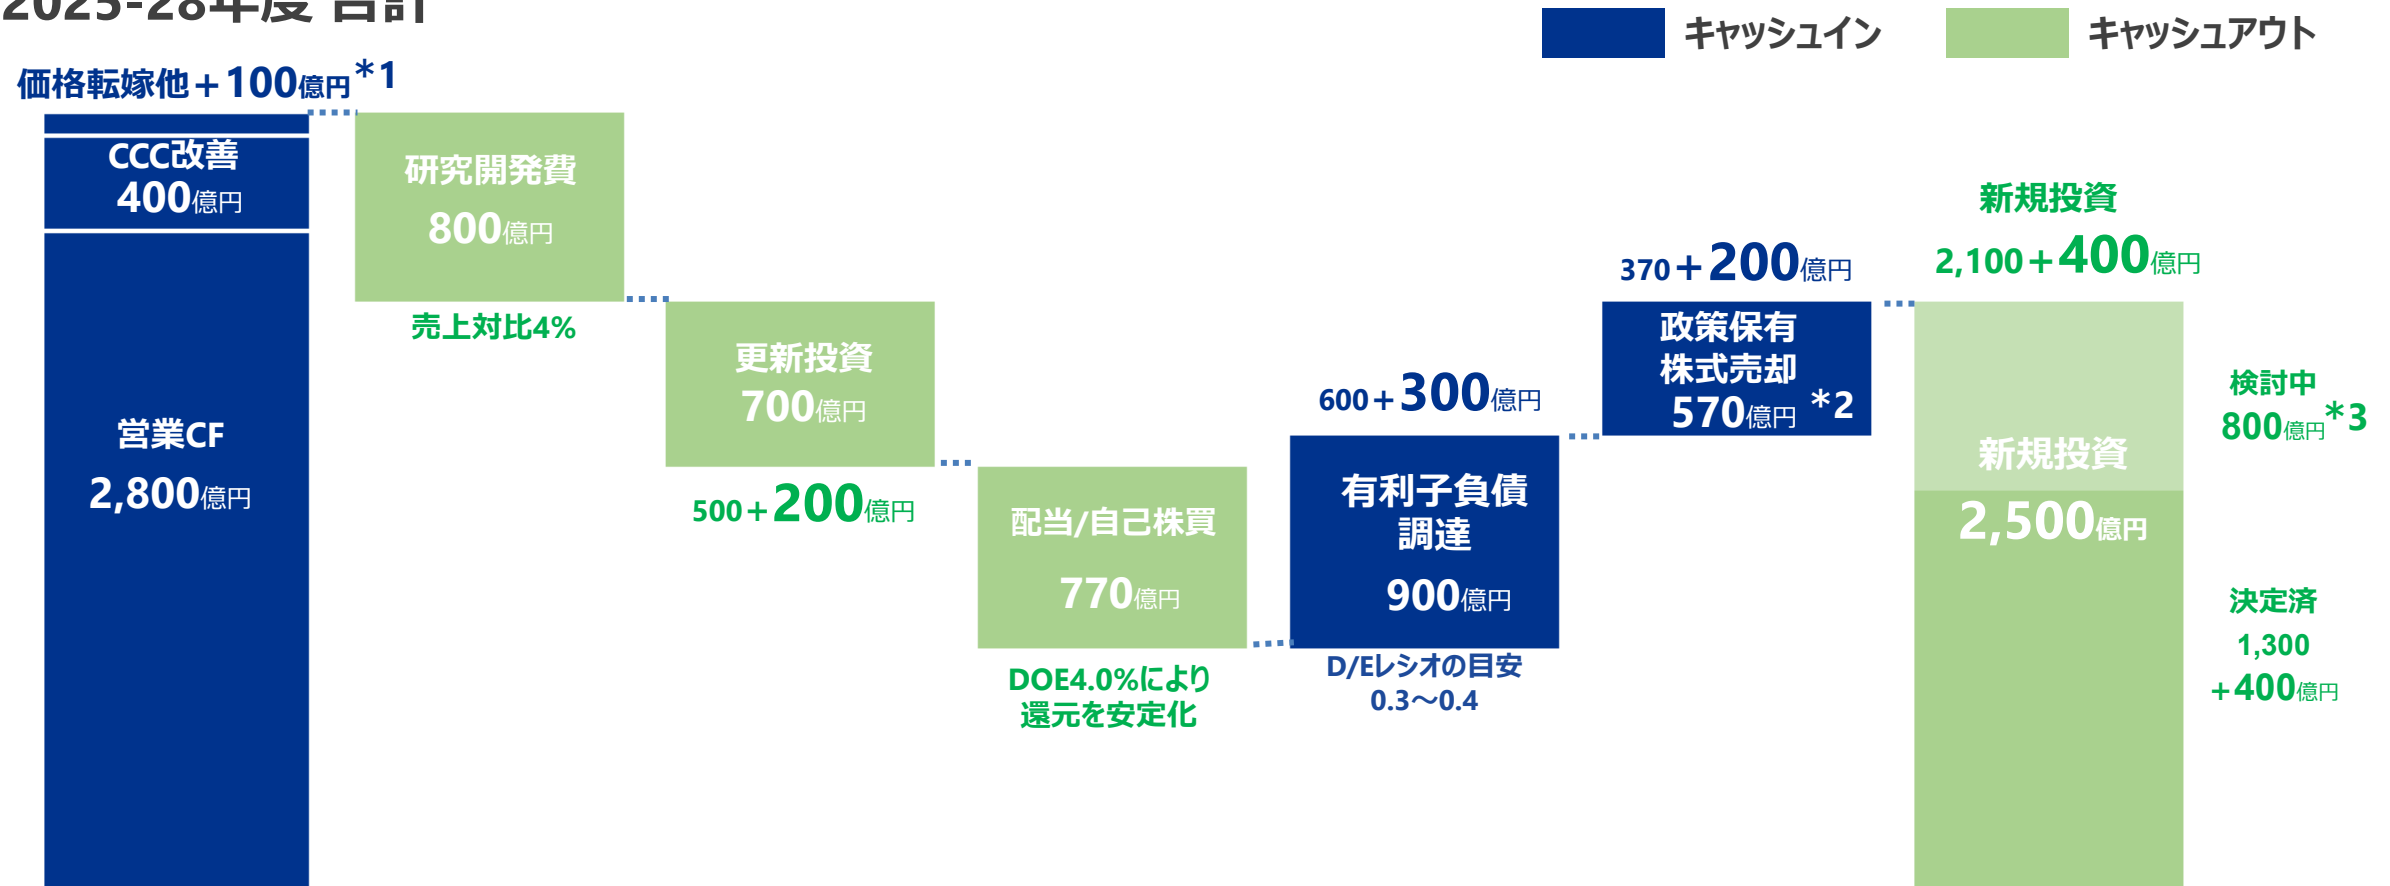 2025-28年度 合計
キャッシュイン
キャッシュアウト
価格転嫁他+100億円*1
CCC改善
400億円
営業CF
2,800億円
研究開発費
800億円
売上対比4%
更新投資
700億円
500+200億円
配当/自己株買
770億円
DOE4.0%により
還元を安定化
600+300億円
有利子負債
調達
900億円
D/Eレシオの目安
0.3～0.4
370+200億円
政策保有
株式売却
570億円 *2
新規投資
2,100+400億円
新規投資
2,500億円
検討中
800億円*3
決定済
1,300
+400億円